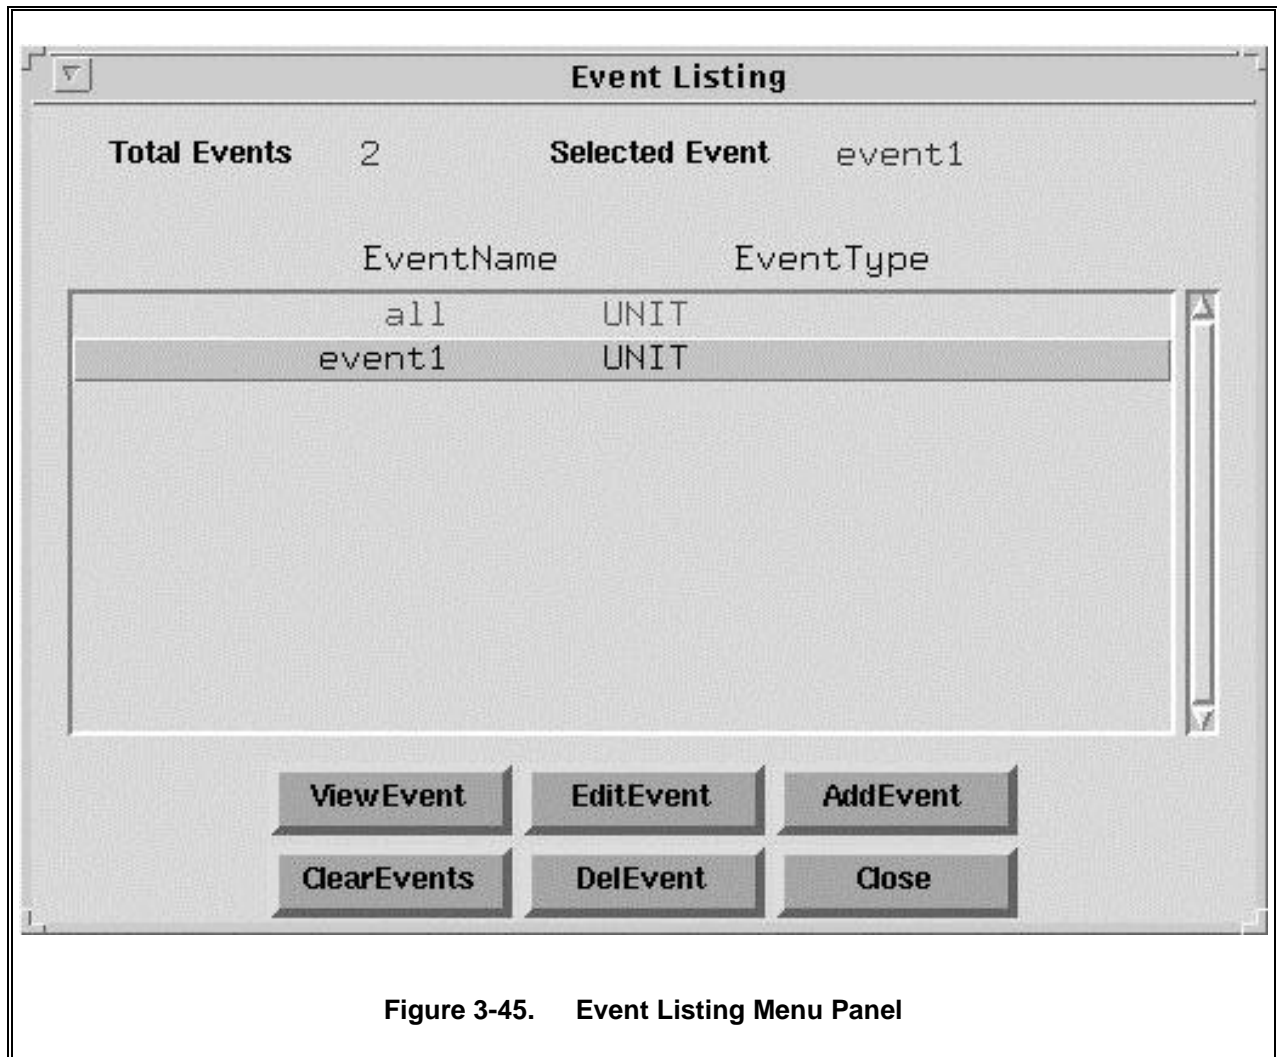 Event Listing
Total Events 2 Selected Event event1
EventName EventType
all UNIT
event1 UNIT
ViewEvent EditEvent AddEvent
ClearEvents DelEvent Close
Figure 3-45. Event Listing Menu Panel